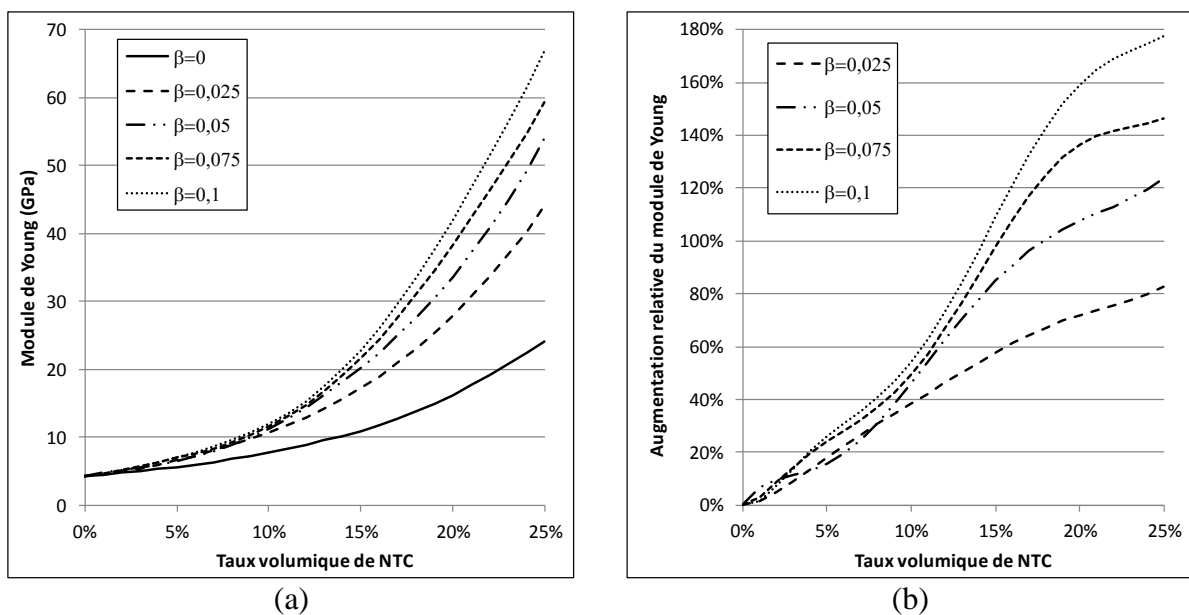 70
60
50
40
30
20
10
0
Module de Young (GPa)
β=0
β=0,025
β=0,05
β=0,075
β=0,1
0% 5% 10% 15% 20% 25%
Taux volumique de NTC
(a)
180%
160%
140%
120%
100%
80%
60%
40%
20%
0%
Augmentation relative du module de Young
β=0,025
β=0,05
β=0,075
β=0,1
0% 5% 10% 15% 20% 25%
Taux volumique de NTC
(b)